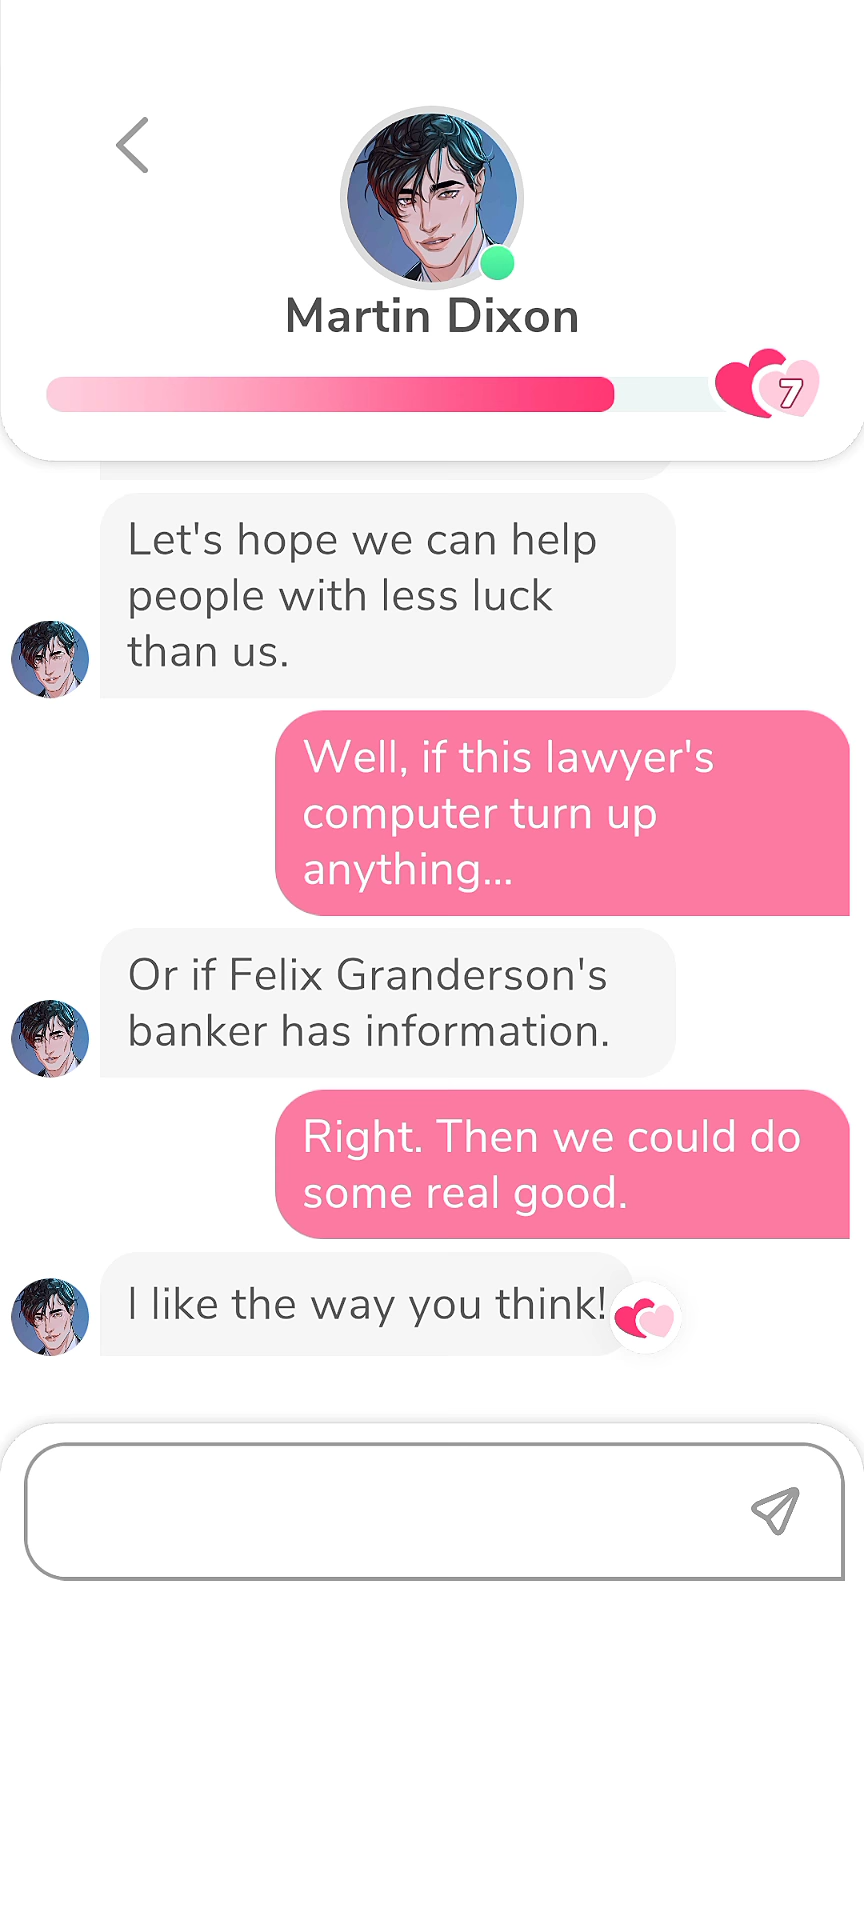 Martin Dixon
7
Let's hope we can help
people with less luck
than us.
Well, if this lawyer's
computer turn up
anything...
Or if Felix Granderson's
banker has information.
Right. Then we could do
some real good.
I like the way you think!